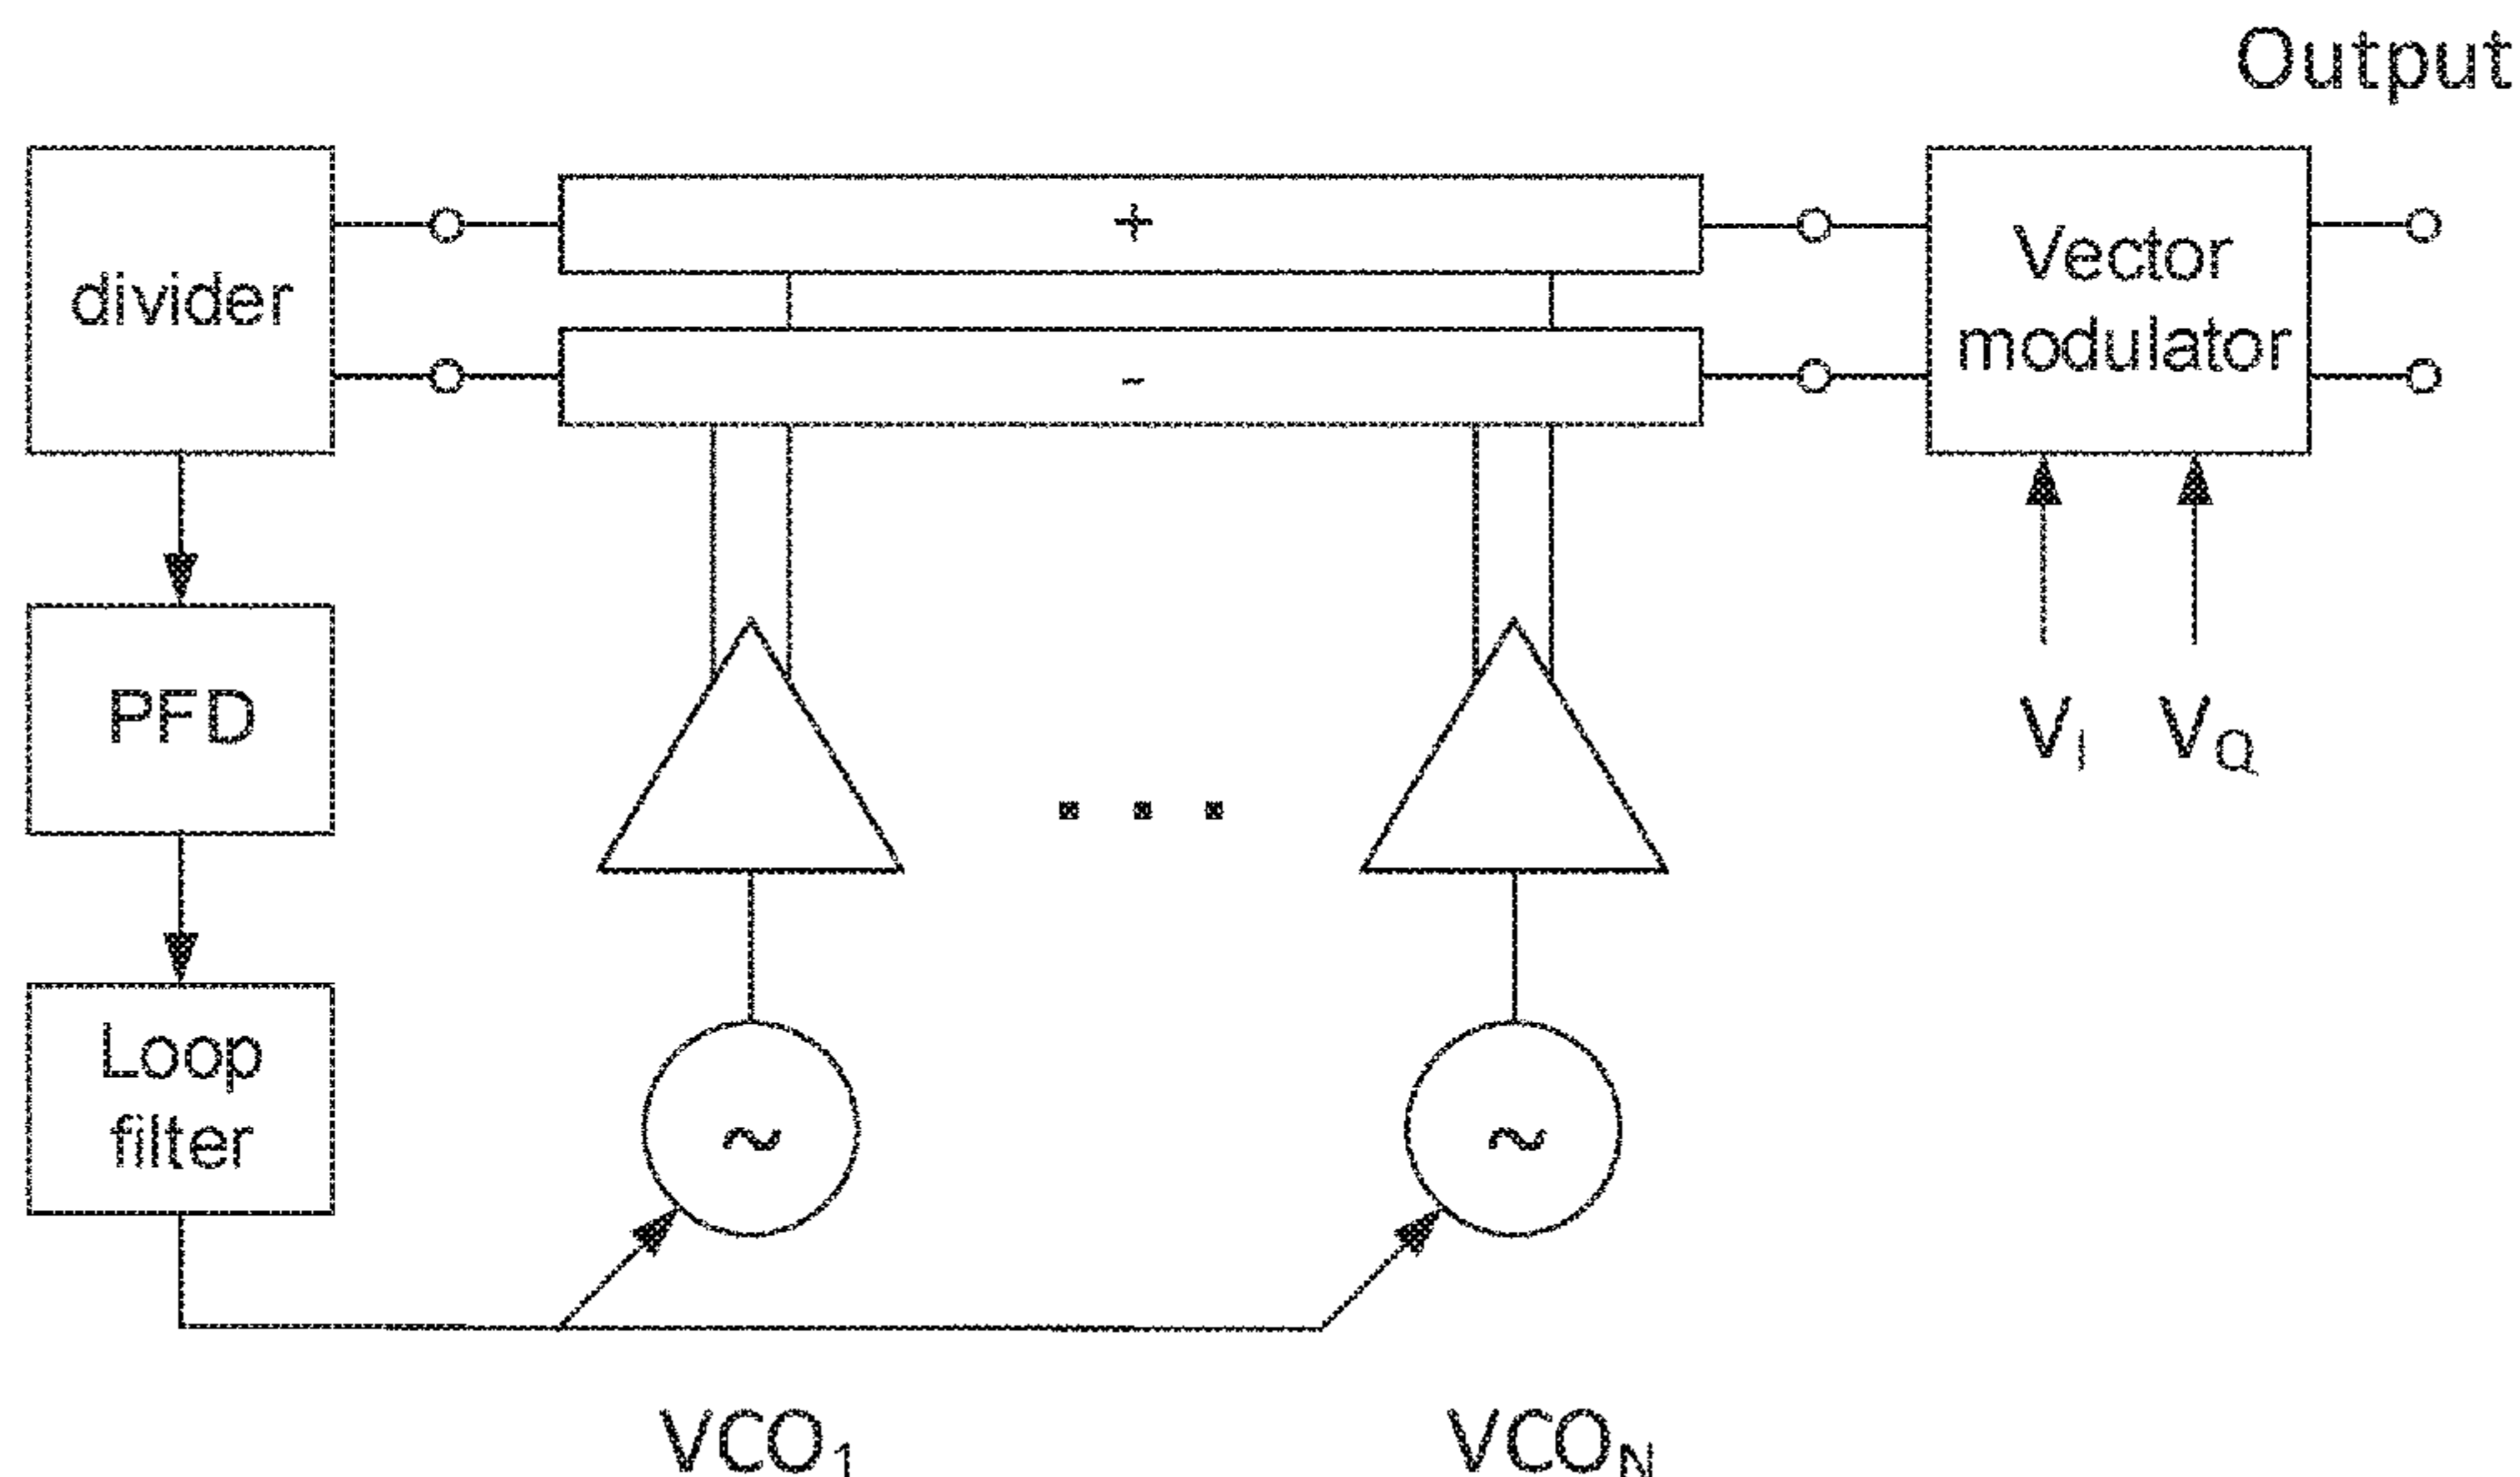 Output
divider
+
-
Vector
modulator
PFD
V_I V_Q
Loop
filter
~ ~
VCO_1 VCO_N